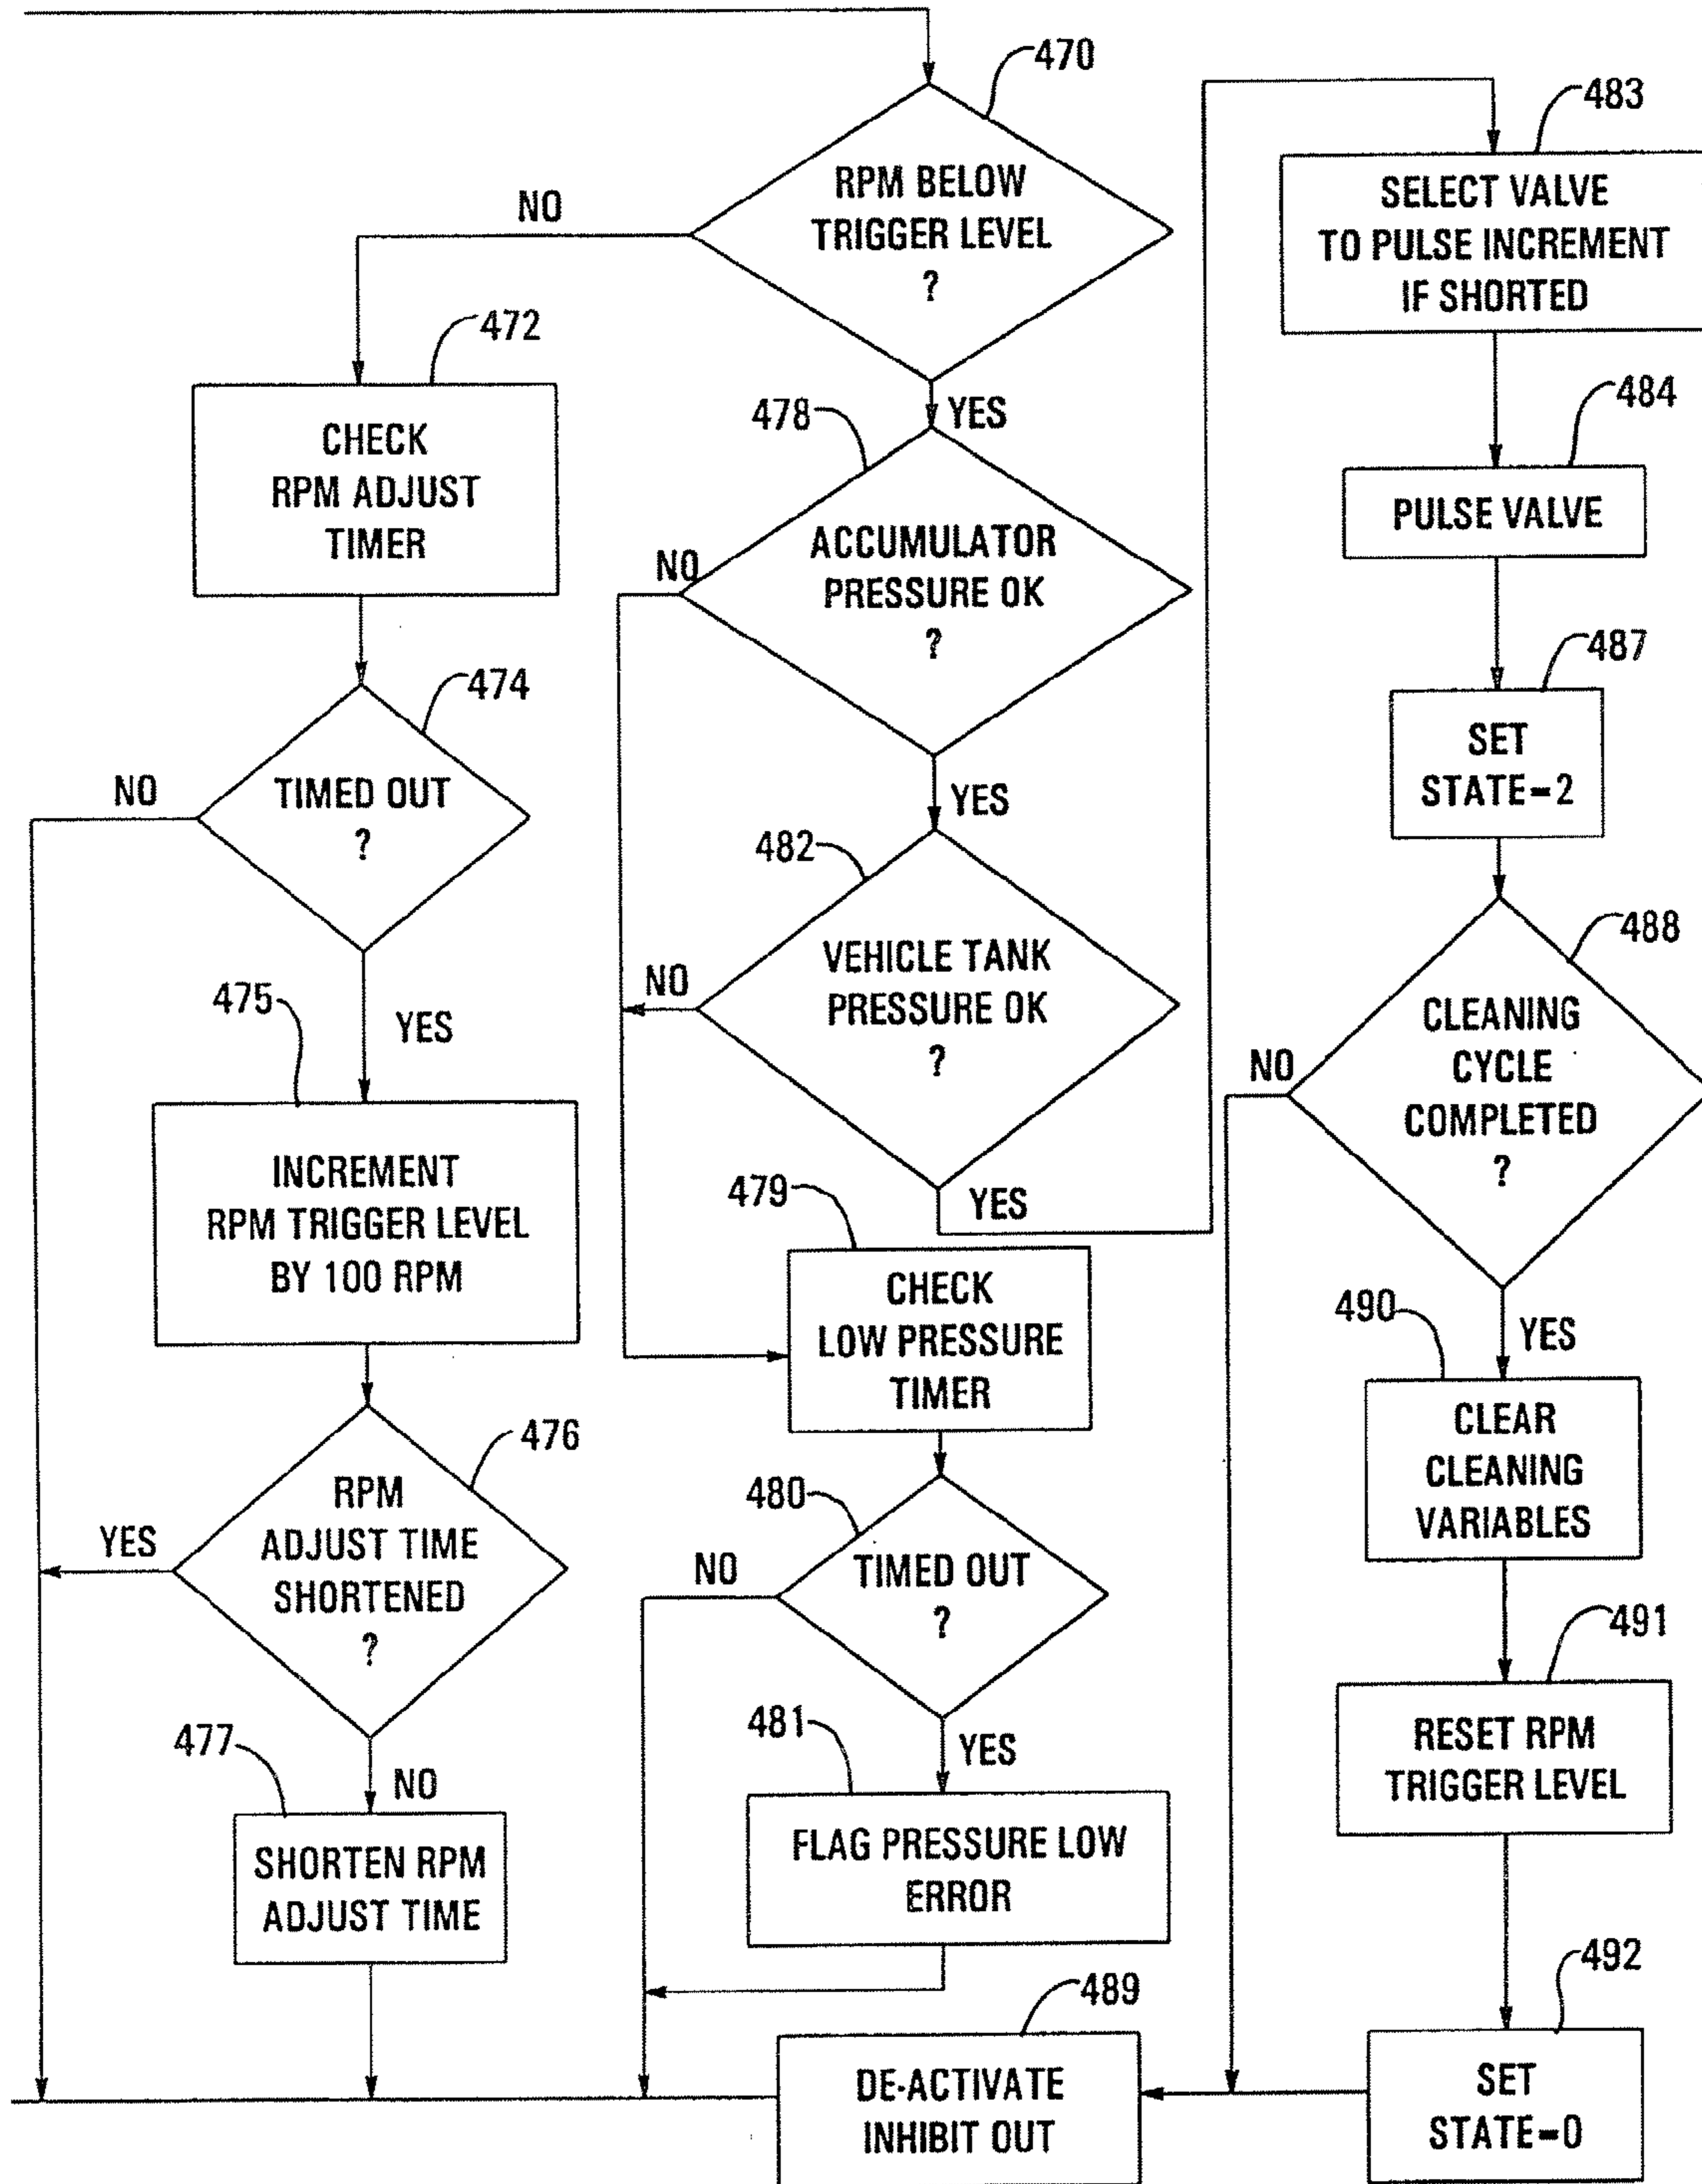 470
RPM BELOW
TRIGGER LEVEL
?
NO
YES
472
CHECK
RPM ADJUST
TIMER
474
TIMED OUT
?
NO
YES
475
INCREMENT
RPM TRIGGER LEVEL
BY 100 RPM
476
RPM
ADJUST TIME
SHORTENED
?
YES
NO
477
SHORTEN RPM
ADJUST TIME
478
ACCUMULATOR
PRESSURE OK
?
NO
YES
482
VEHICLE TANK
PRESSURE OK
?
NO
YES
479
CHECK
LOW PRESSURE
TIMER
480
TIMED OUT
?
NO
YES
481
FLAG PRESSURE LOW
ERROR
483
SELECT VALVE
TO PULSE INCREMENT
IF SHORTED
484
PULSE VALVE
487
SET
STATE=2
488
CLEANING
CYCLE
COMPLETED
?
NO
YES
490
CLEAR
CLEANING
VARIABLES
491
RESET RPM
TRIGGER LEVEL
492
SET
STATE=0
489
DE-ACTIVATE
INHIBIT OUT